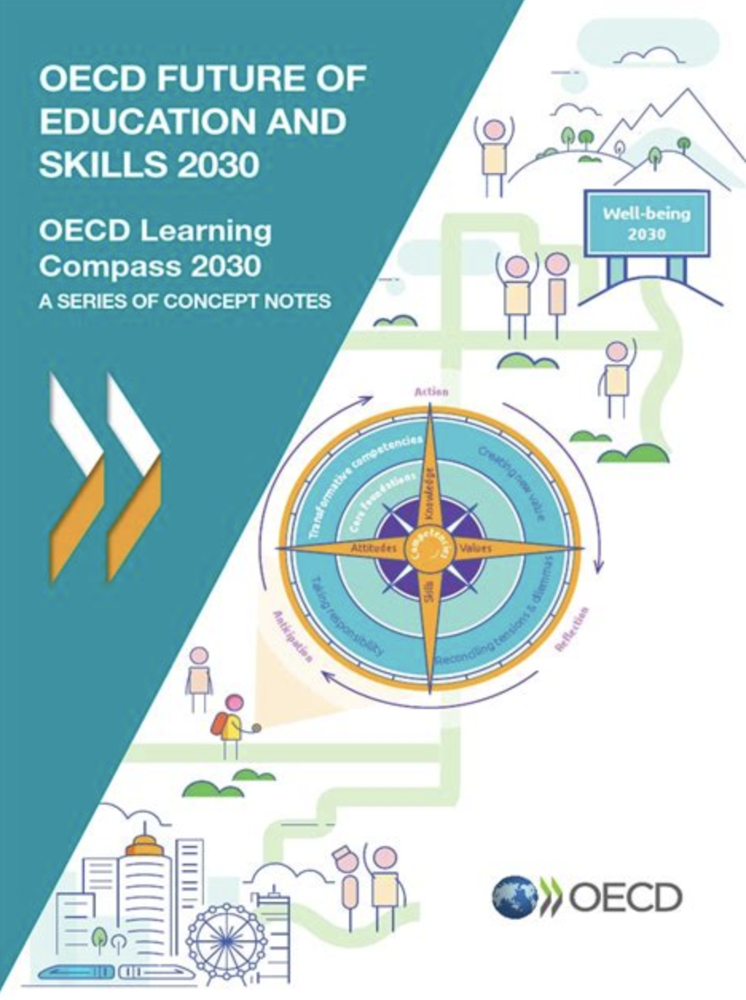 OECD FUTURE OF
EDUCATION AND
SKILLS 2030
OECD Learning
Compass 2030
A SERIES OF CONCEPT NOTES
Well-being
2030
Action
Transformative competencies
Creating new value
Core foundations
Knowledge
Attitudes
Competencies
Values
Skills
Taking responsibility
Reconciling tensions & dilemmas
Anticipation
Reflection
OECD